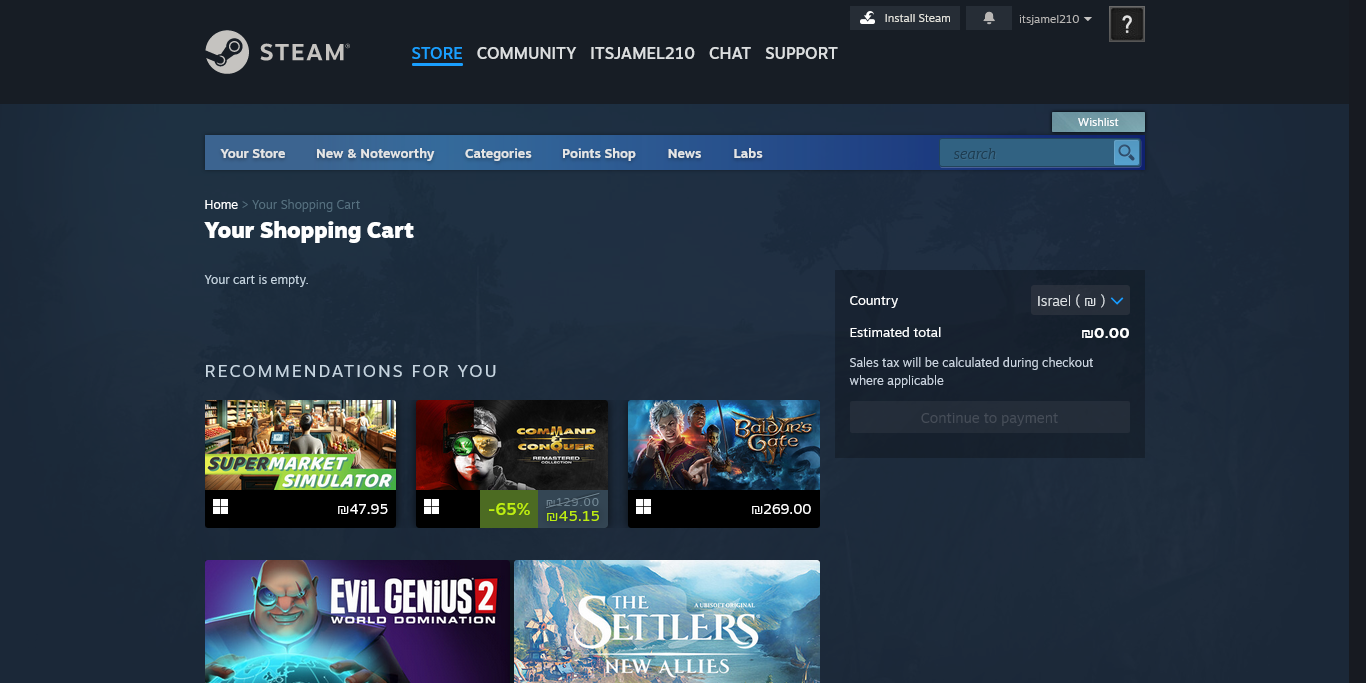 Install Steam
itsjamel210
?
STEAM®
STORE COMMUNITY ITSJAMEL210 CHAT SUPPORT
Wishlist
Your Store New & Noteworthy Categories Points Shop News Labs
search
Home > Your Shopping Cart
Your Shopping Cart
Your cart is empty.
Country
Israel ( ₪ )
Estimated total
₪0.00
Sales tax will be calculated during checkout
where applicable
Continue to payment
RECOMMENDATIONS FOR YOU
SUPERMARKET
SIMULATOR
₪47.95
COMMAND
& CONQUER
REMASTERED
COLLECTION
-65%
₪129.00
₪45.15
BALDUR'S
GATE
₪269.00
EVIL GENIUS 2
WORLD DOMINATION
A UBISOFT ORIGINAL
THE
SETTLERS®
NEW ALLIES